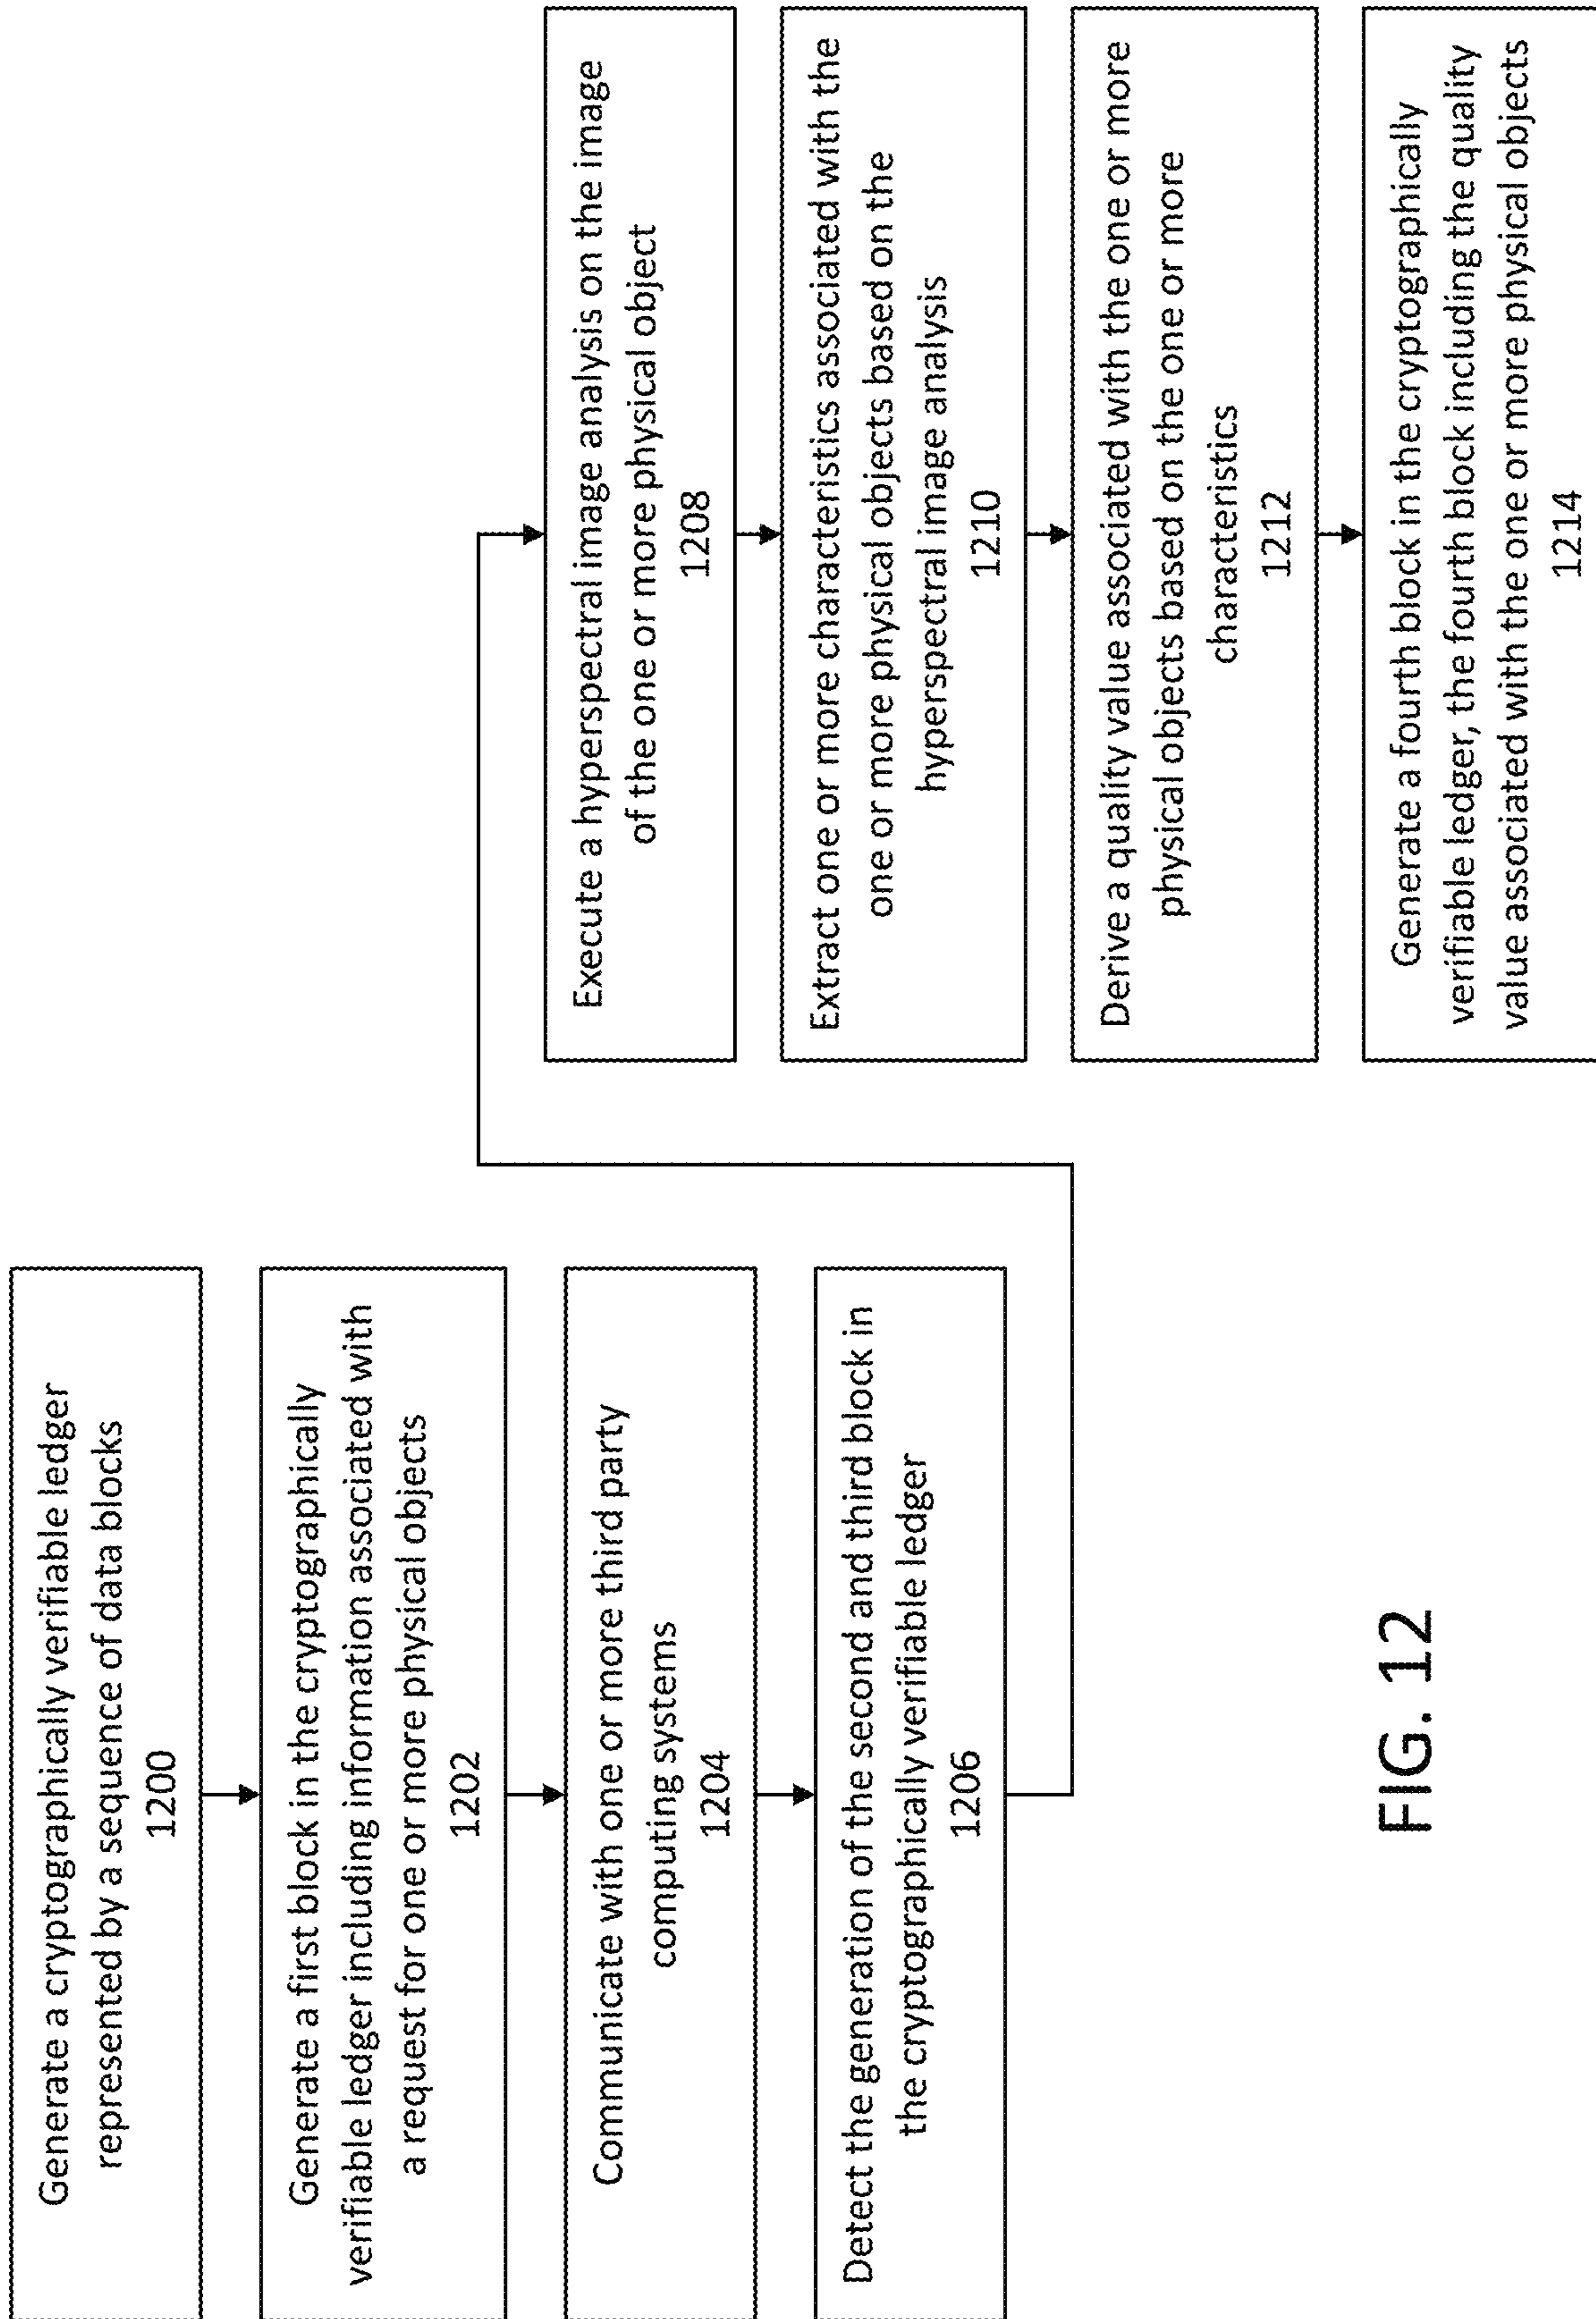 Generate a cryptographically verifiable ledger
represented by a sequence of data blocks
1200
Generate a first block in the cryptographically
verifiable ledger including information associated with
a request for one or more physical objects
1202
Communicate with one or more third party
computing systems
1204
Detect the generation of the second and third block in
the cryptographically verifiable ledger
1206
Execute a hyperspectral image analysis on the image
of the one or more physical object
1208
Extract one or more characteristics associated with the
one or more physical objects based on the
hyperspectral image analysis
1210
Derive a quality value associated with the one or more
physical objects based on the one or more
characteristics
1212
Generate a fourth block in the cryptographically
verifiable ledger, the fourth block including the quality
value associated with the one or more physical objects
1214
FIG. 12